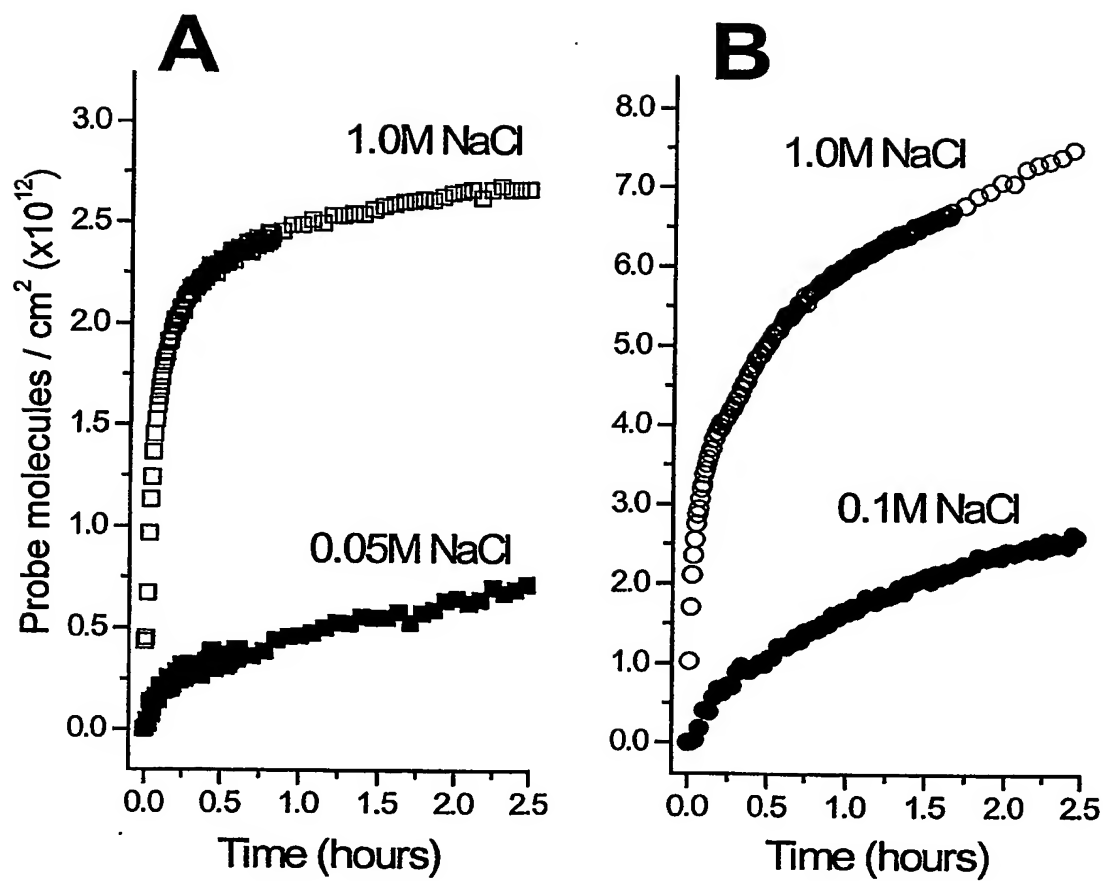 A
Probe molecules / cm² (x10¹²)
3.0
2.5
2.0
1.5
1.0
0.5
0.0
1.0M NaCl
0.05M NaCl
0.0 0.5 1.0 1.5 2.0 2.5
Time (hours)
B
8.0
7.0
6.0
5.0
4.0
3.0
2.0
1.0
0.0
1.0M NaCl
0.1M NaCl
0.0 0.5 1.0 1.5 2.0 2.5
Time (hours)